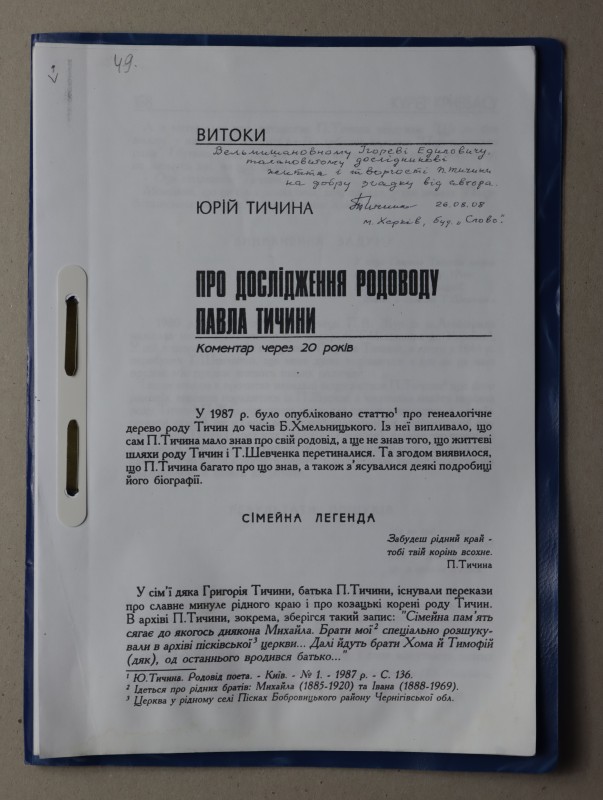 49.
ВИТОКИ
Вельмишановному Ігореві Едиловичу,
талановитому дослідникові
життя і творчості П. Тичини
на добру згадку від автора.
ЮРІЙ ТИЧИНА
Тичина 26.08.08
м. Харків, буд. „Слово".
ПРО ДОСЛІДЖЕННЯ РОДОВОДУ
ПАВЛА ТИЧИНИ
Коментар через 20 років
У 1987 р. було опубліковано статтю¹ про генеалогічне
дерево роду Тичин до часів Б.Хмельницького. Із неї випливало, що
сам П.Тичина мало знав про свій родовід, а ще не знав того, що життєві
шляхи роду Тичин і Т.Шевченка перетиналися. Та згодом виявилося,
що П.Тичина багато про що знав, а також з'ясувалися деякі подробиці
його біографії.
СІМЕЙНА ЛЕГЕНДА
Забудеш рідний край -
тобі твій корінь всохне.
П.Тичина
У сім'ї дяка Григорія Тичини, батька П.Тичини, існували перекази
про славне минуле рідного краю і про козацькі корені роду Тичин.
В архіві П.Тичини, зокрема, зберігся такий запис: "Сімейна пам'ять
сягає до якогось диякона Михайла. Брати мої² спеціально розшуку-
вали в архіві пісківської³ церкви... Далі йдуть брати Хома й Тимофій
(дяк), од останнього вродився батько..."
¹ Ю.Тичина. Родовід поета. - Київ. - № 1. - 1987 р. - С. 136.
² Ідеться про рідних братів: Михайла (1885-1920) та Івана (1888-1969).
³ Церква у рідному селі Пісках Бобровицького району Чернігівської обл.